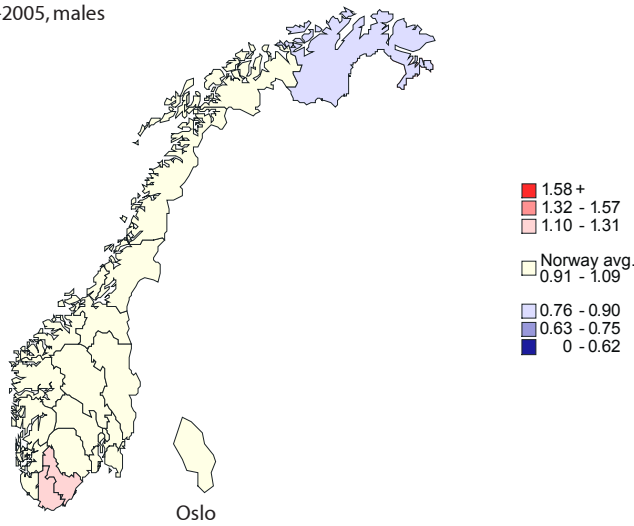 -2005, males
1.58 +
1.32 - 1.57
1.10 - 1.31
Norway avg.
0.91 - 1.09
0.76 - 0.90
0.63 - 0.75
0 - 0.62
Oslo